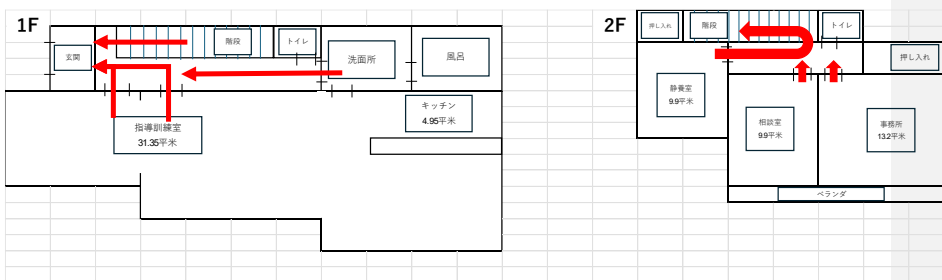 1F
階段
トイレ
玄関
洗面所
風呂
キッチン
4.95平米
指導訓練室
31.35平米
2F
押し入れ
階段
トイレ
押し入れ
静養室
9.9平米
相談室
9.9平米
事務所
13.2平米
ベランダ